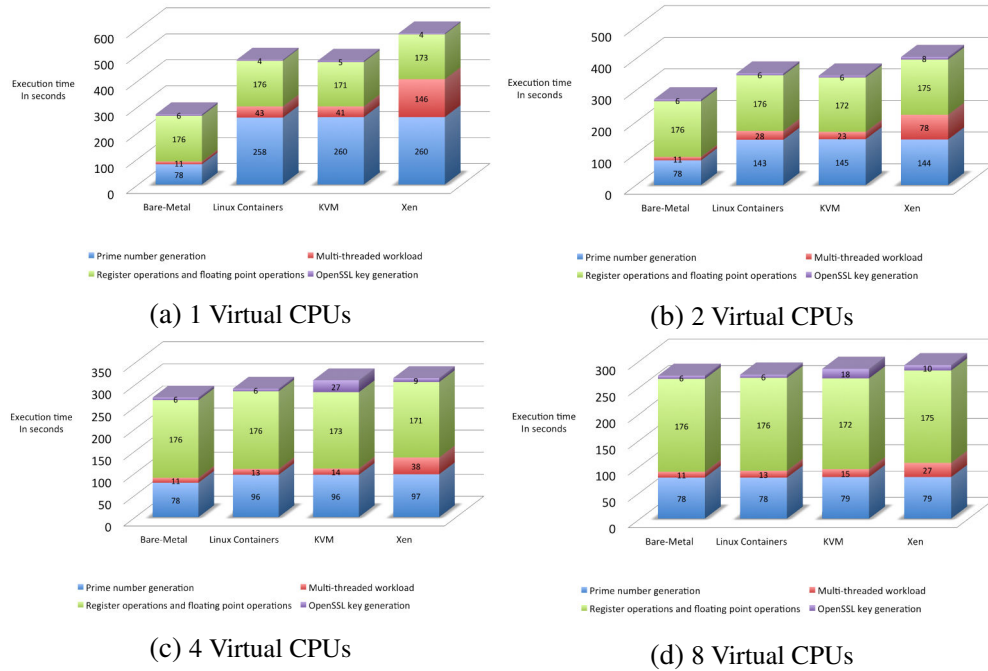 600
500
400
300
200
100
0
Execution time
In seconds
4
176
43
258
5
171
41
260
4
173
146
260
6
176
11
78
Bare-Metal
Linux Containers
KVM
Xen
Prime number generation
Multi-threaded workload
Register operations and floating point operations
OpenSSL key generation
(a) 1 Virtual CPUs
500
400
300
200
100
0
Execution time
In seconds
6
176
11
78
6
176
28
143
6
172
23
145
8
175
78
144
Bare-Metal
Linux Containers
KVM
Xen
Prime number generation
Multi-threaded workload
Register operations and floating point operations
OpenSSL key generation
(b) 2 Virtual CPUs
350
300
250
200
150
100
50
0
Execution time
In seconds
6
176
11
78
6
176
13
96
27
173
14
96
9
171
38
97
Bare-Metal
Linux Containers
KVM
Xen
Prime number generation
Multi-threaded workload
Register operations and floating point operations
OpenSSL key generation
(c) 4 Virtual CPUs
300
250
200
150
100
50
0
Execution time
In seconds
6
176
11
78
6
176
13
78
18
172
15
79
10
175
27
79
Bare-Metal
Linux Containers
KVM
Xen
Prime number generation
Multi-threaded workload
Register operations and floating point operations
OpenSSL key generation
(d) 8 Virtual CPUs